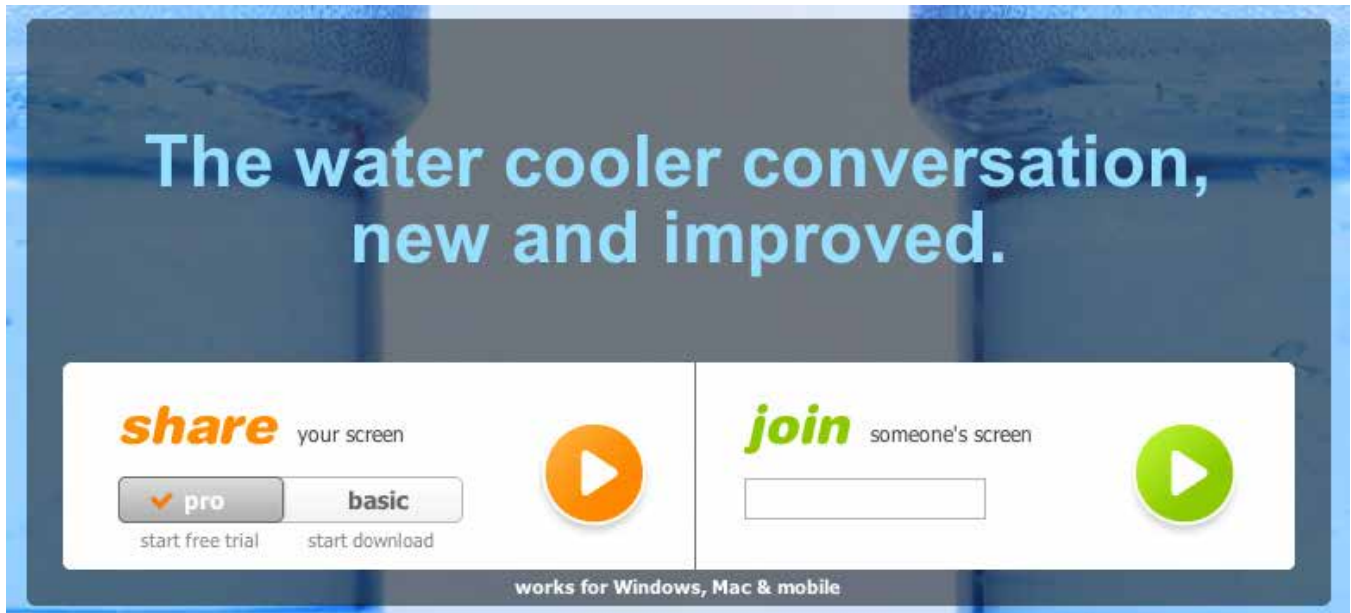 The water cooler conversation,
new and improved.
share your screen
pro basic
start free trial start download
join someone's screen
works for Windows, Mac & mobile